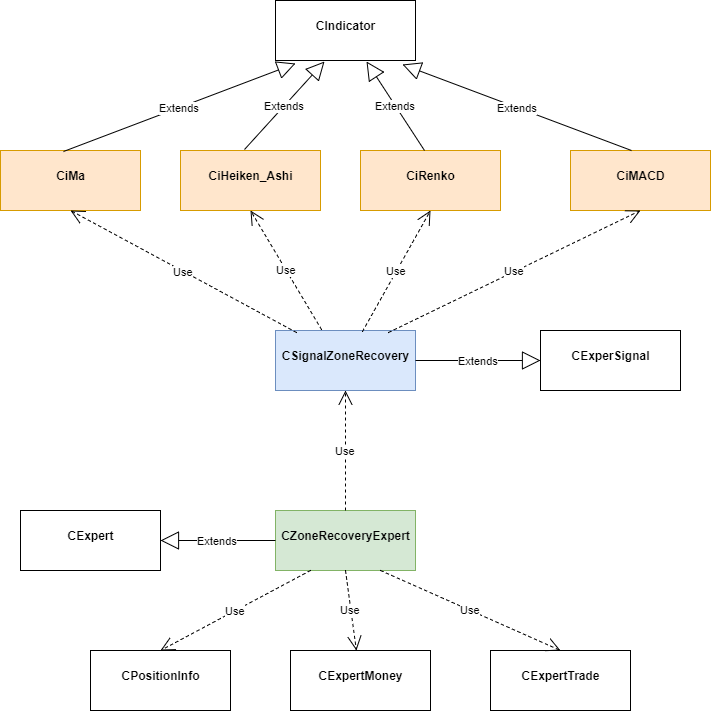 CIndicator
Extends
Extends
Extends
Extends
CiMa
CiHeiken_Ashi
CiRenko
CiMACD
Use
Use
Use
Use
CSignalZoneRecovery
Extends
CExperSignal
Use
CExpert
Extends
CZoneRecoveryExpert
Use
Use
Use
CPositionInfo
CExpertMoney
CExpertTrade